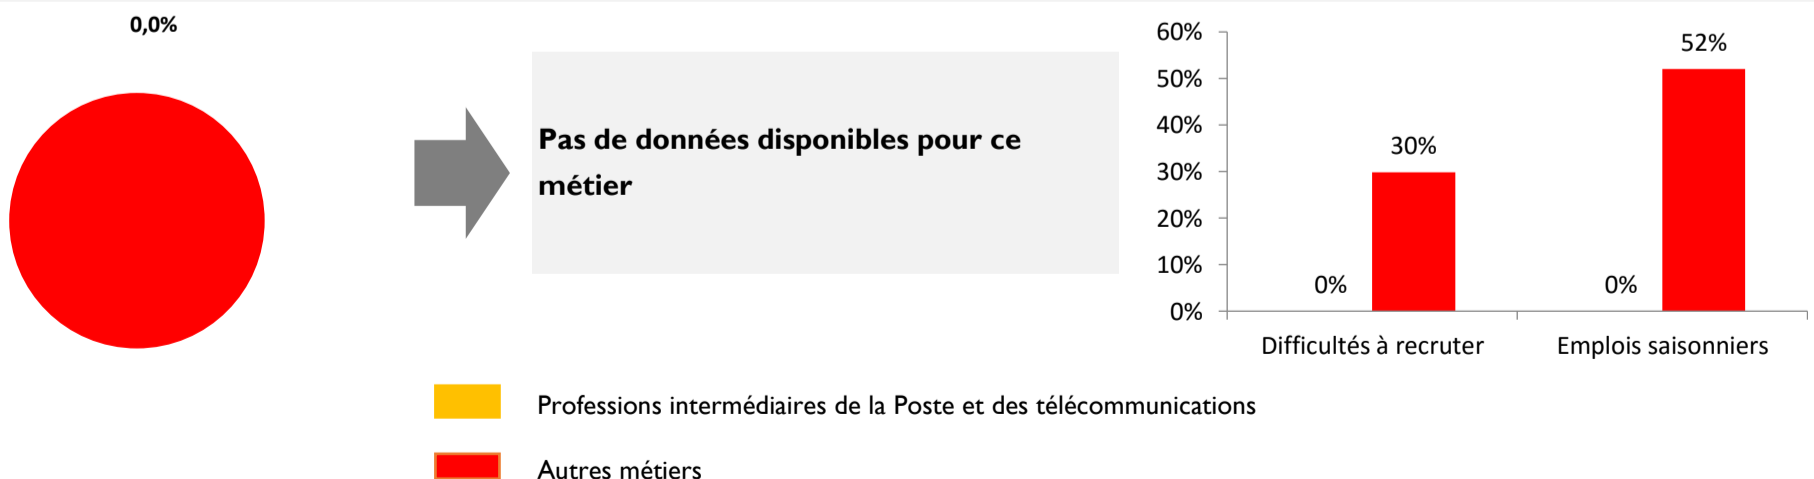 0,0%
Pas de données disponibles pour ce
métier
60%
50%
40%
30%
20%
10%
0%
52%
30%
0%
0%
Difficultés à recruter
Emplois saisonniers
Professions intermédiaires de la Poste et des télécommunications
Autres métiers